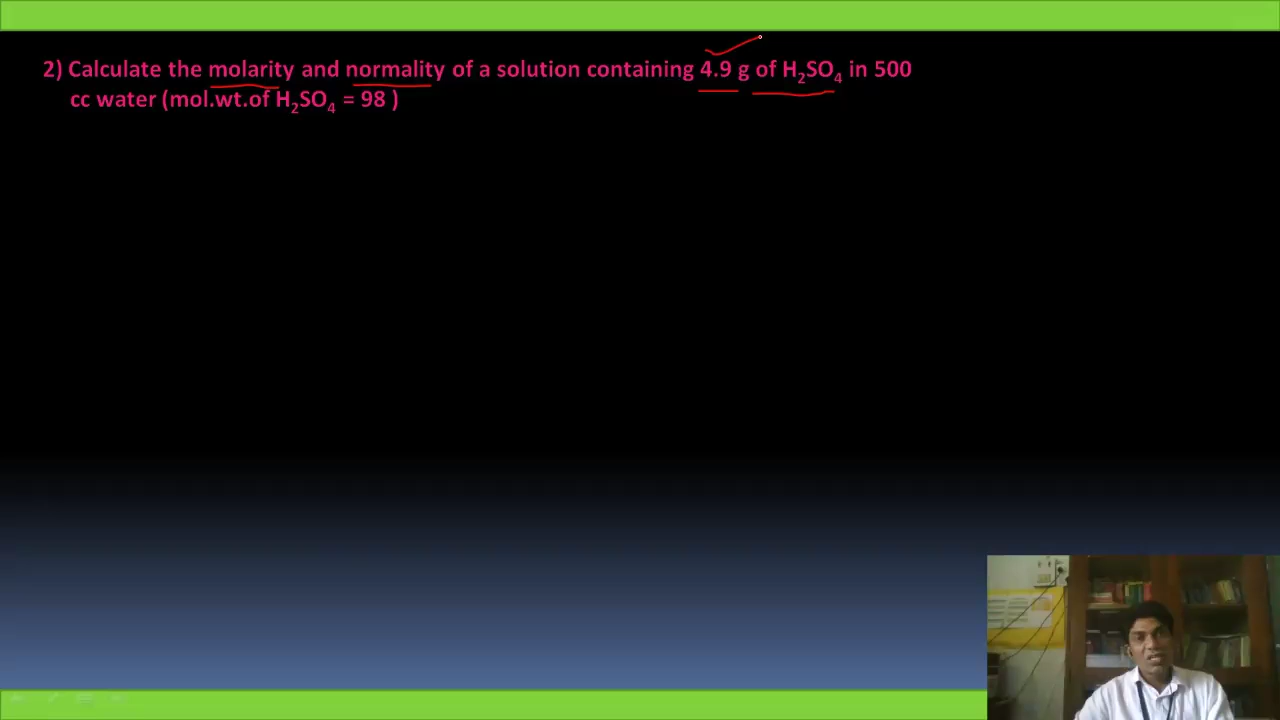 2) Calculate the molarity and normality of a solution containing 4.9 g of H₂SO₄ in 500
cc water (mol.wt.of H₂SO₄ = 98 )